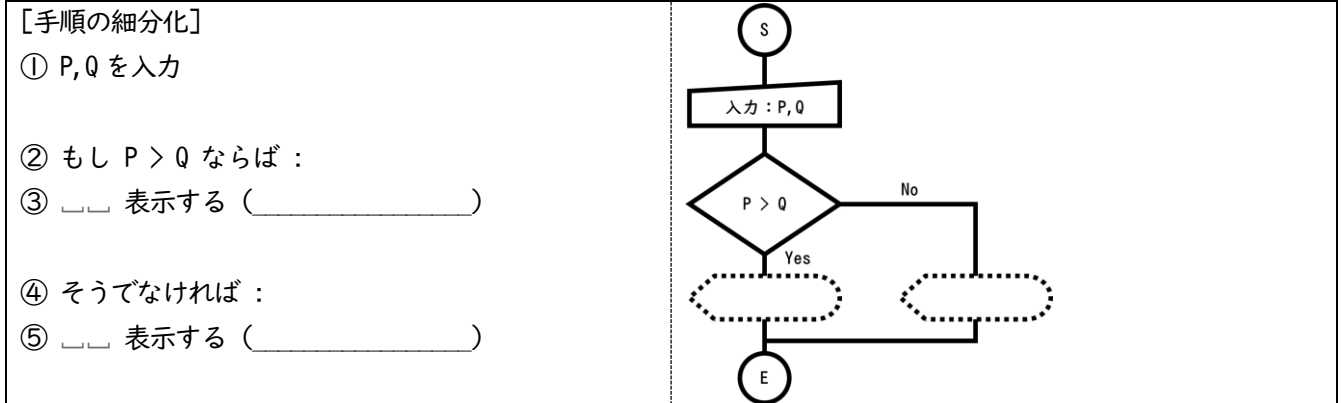 [手順の細分化]
① P,Q を入力
② もし P > Q ならば :
③ ⎵⎵ 表示する (_________________)
④ そうでなければ :
⑤ ⎵⎵ 表示する (_________________)
S
入力:P,Q
P > Q
No
Yes
E